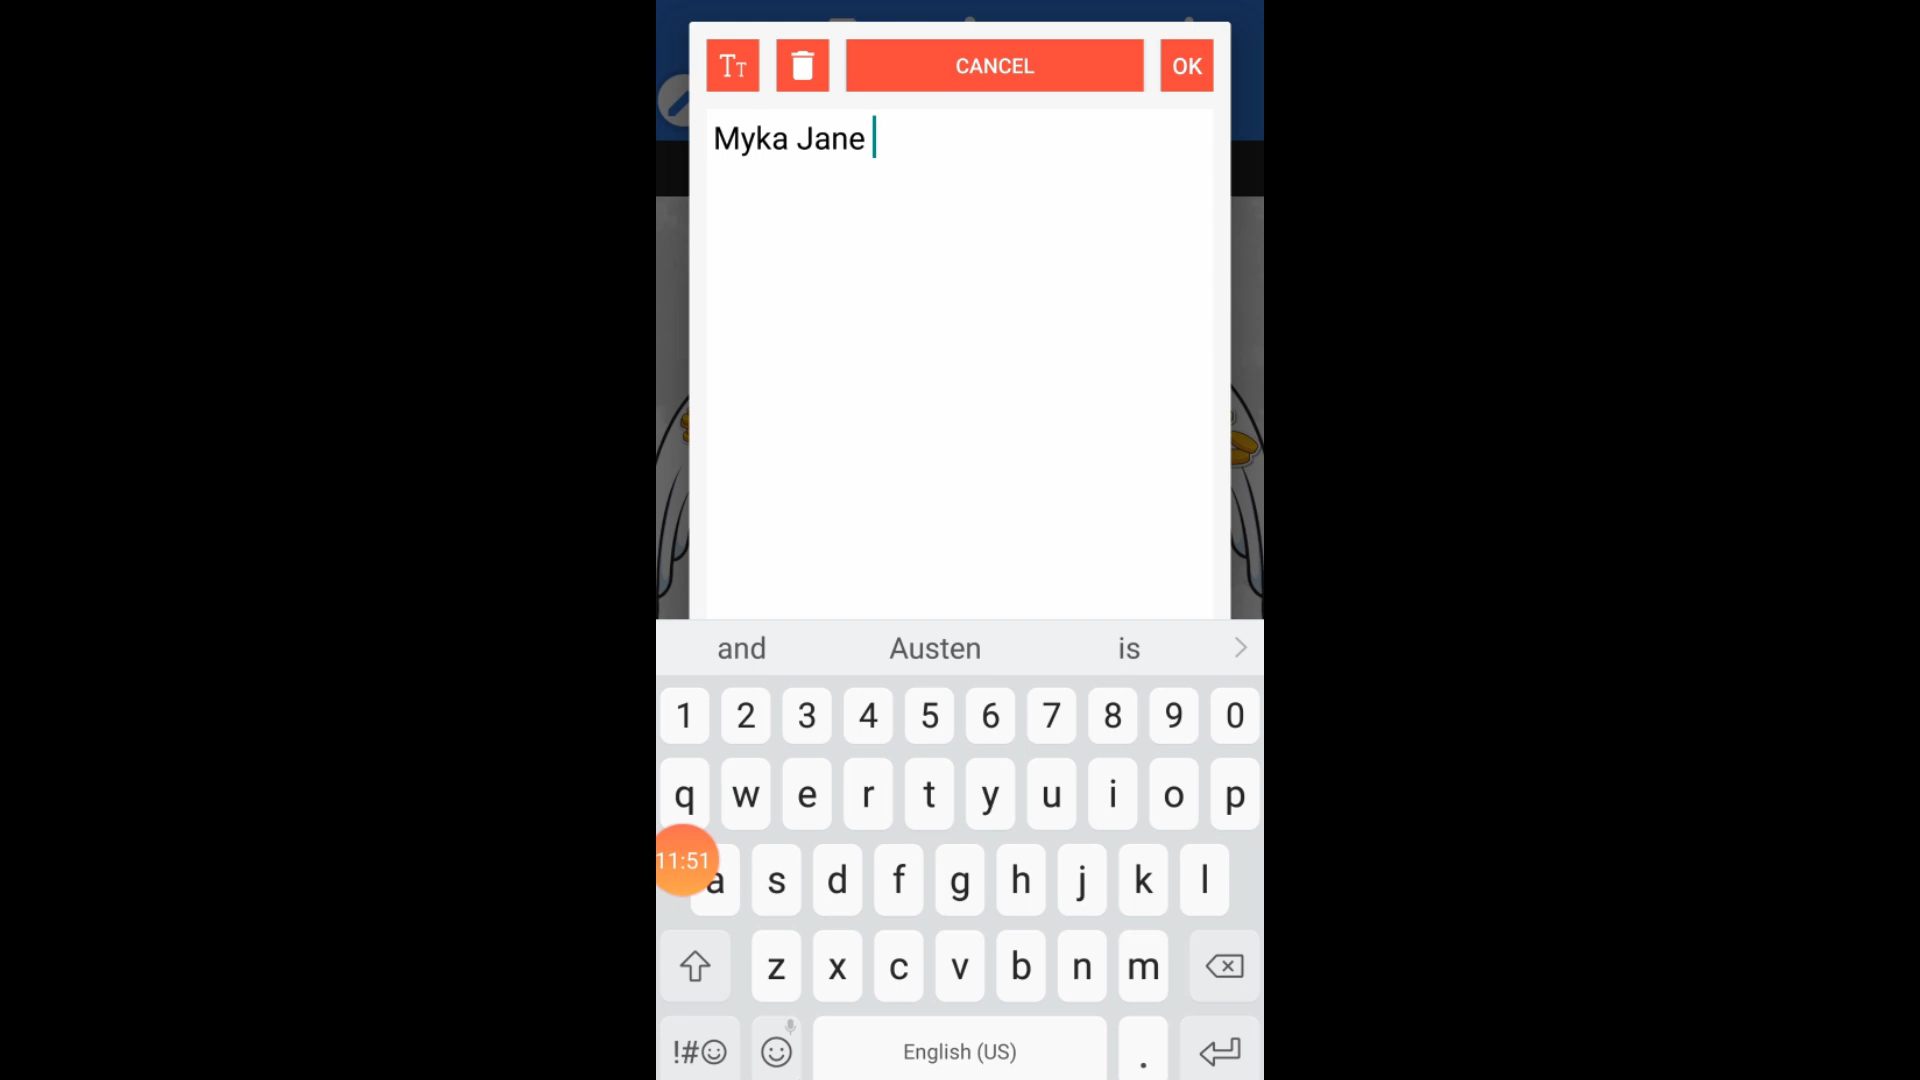 TT
CANCEL
OK
Myka Jane
and Austen is
1 2 3 4 5 6 7 8 9 0
q w e r t y u i o p
11:51
a s d f g h j k l
z x c v b n m
!#☺ English (US) .